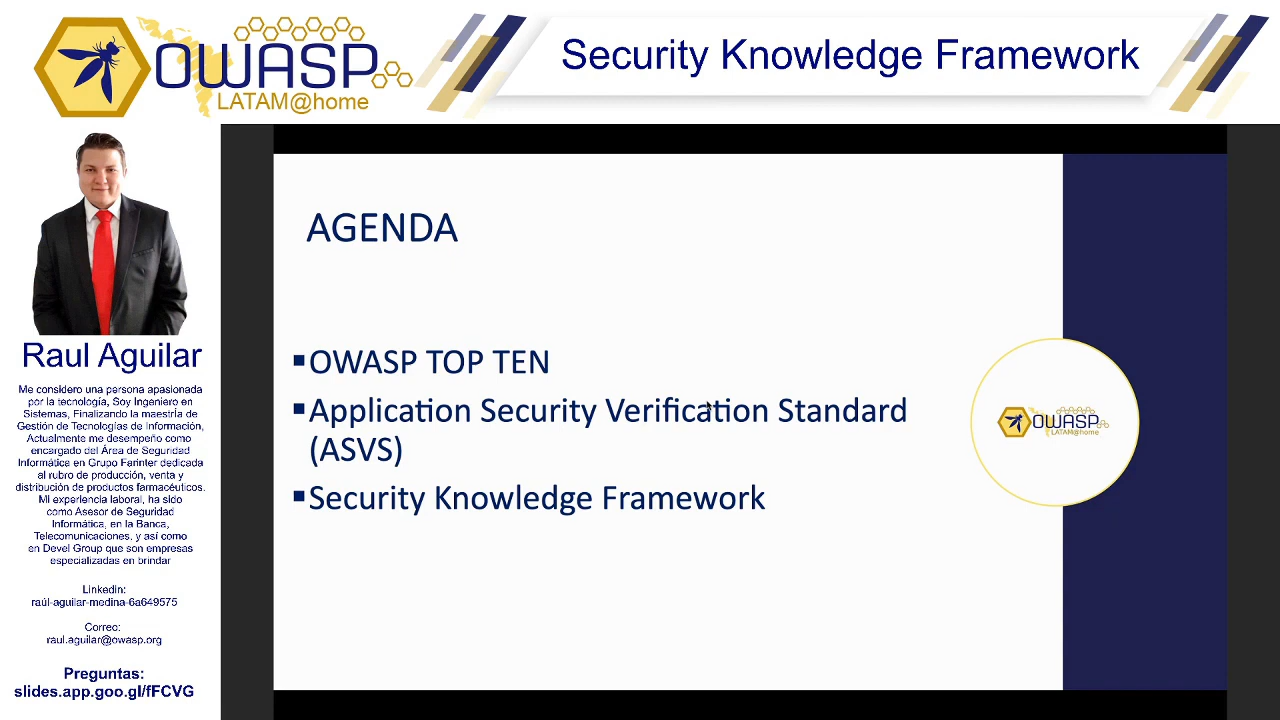 OWASP
LATAM@home
Security Knowledge Framework
Raul Aguilar
Me considero una persona apasionada
por la tecnología, Soy Ingeniero en
Sistemas, Finalizando la maestría de
Gestión de Tecnologías de Información,
Actualmente me desempeño como
encargado del Área de Seguridad
Informática en Grupo Farinter dedicada
al rubro de producción, venta y
distribución de productos farmacéuticos.
Mi experiencia laboral, ha sido
como Asesor de Seguridad
Informática, en la Banca,
Telecomunicaciones. y así como
en Devel Group que son empresas
especializadas en brindar
Linkedin:
raúl-aguilar-medina-6a649575
Correo:
raul.aguilar@owasp.org
Preguntas:
slides.app.goo.gl/fFCVG
AGENDA
▪OWASP TOP TEN
▪Application Security Verification Standard
(ASVS)
▪Security Knowledge Framework
OWASP
LATAM@home